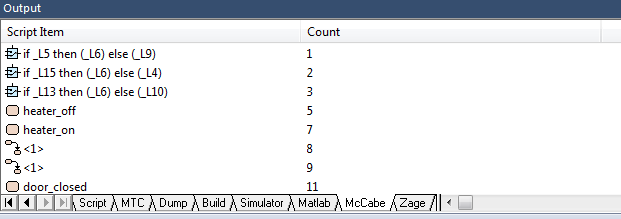 Output
Script Item Count
if _L5 then (_L6) else (_L9) 1
if _L15 then (_L6) else (_L4) 2
if _L13 then (_L6) else (_L10) 3
heater_off 5
heater_on 7
<1> 8
<1> 9
door_closed 11
Script MTC Dump Build Simulator Matlab McCabe Zage